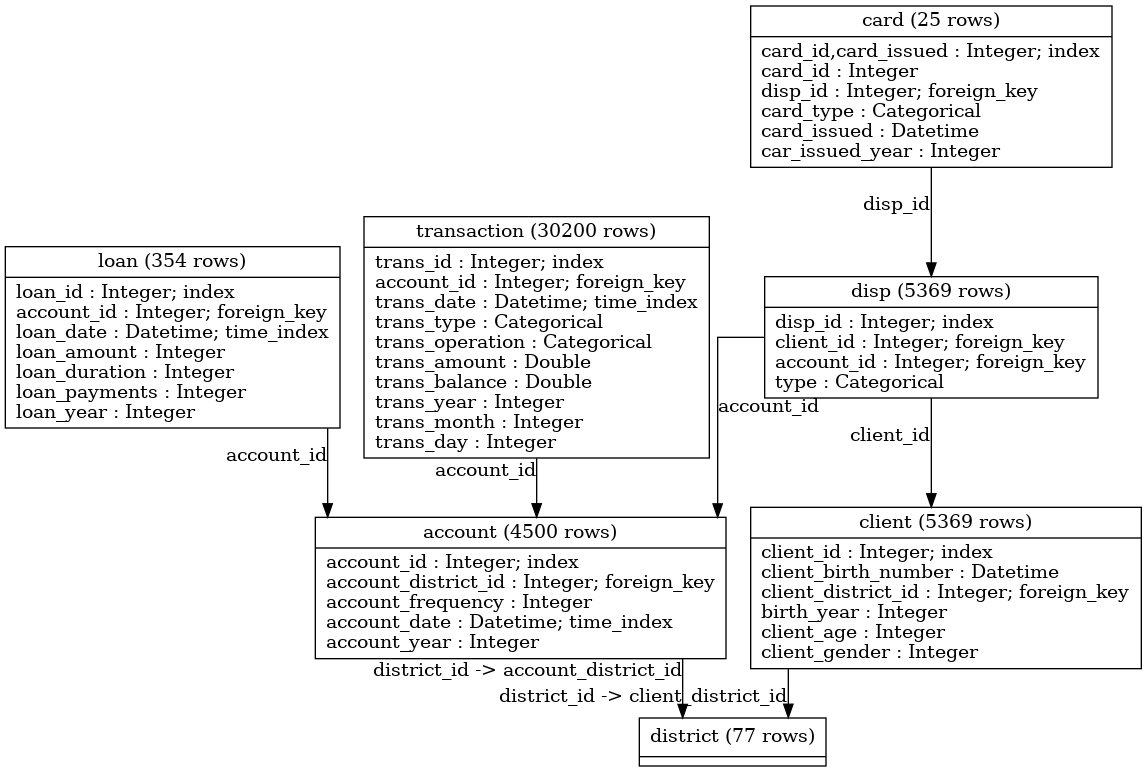 card (25 rows)
card_id,card_issued : Integer; index
card_id : Integer
disp_id : Integer; foreign_key
card_type : Categorical
card_issued : Datetime
car_issued_year : Integer
disp_id
transaction (30200 rows)
trans_id : Integer; index
account_id : Integer; foreign_key
trans_date : Datetime; time_index
trans_type : Categorical
trans_operation : Categorical
trans_amount : Double
trans_balance : Double
trans_year : Integer
trans_month : Integer
trans_day : Integer
loan (354 rows)
loan_id : Integer; index
account_id : Integer; foreign_key
loan_date : Datetime; time_index
loan_amount : Integer
loan_duration : Integer
loan_payments : Integer
loan_year : Integer
disp (5369 rows)
disp_id : Integer; index
client_id : Integer; foreign_key
account_id : Integer; foreign_key
type : Categorical
account_id
account_id
account_id
client_id
account (4500 rows)
account_id : Integer; index
account_district_id : Integer; foreign_key
account_frequency : Integer
account_date : Datetime; time_index
account_year : Integer
client (5369 rows)
client_id : Integer; index
client_birth_number : Datetime
client_district_id : Integer; foreign_key
birth_year : Integer
client_age : Integer
client_gender : Integer
district_id -> account_district_id
district_id -> client_district_id
district (77 rows)